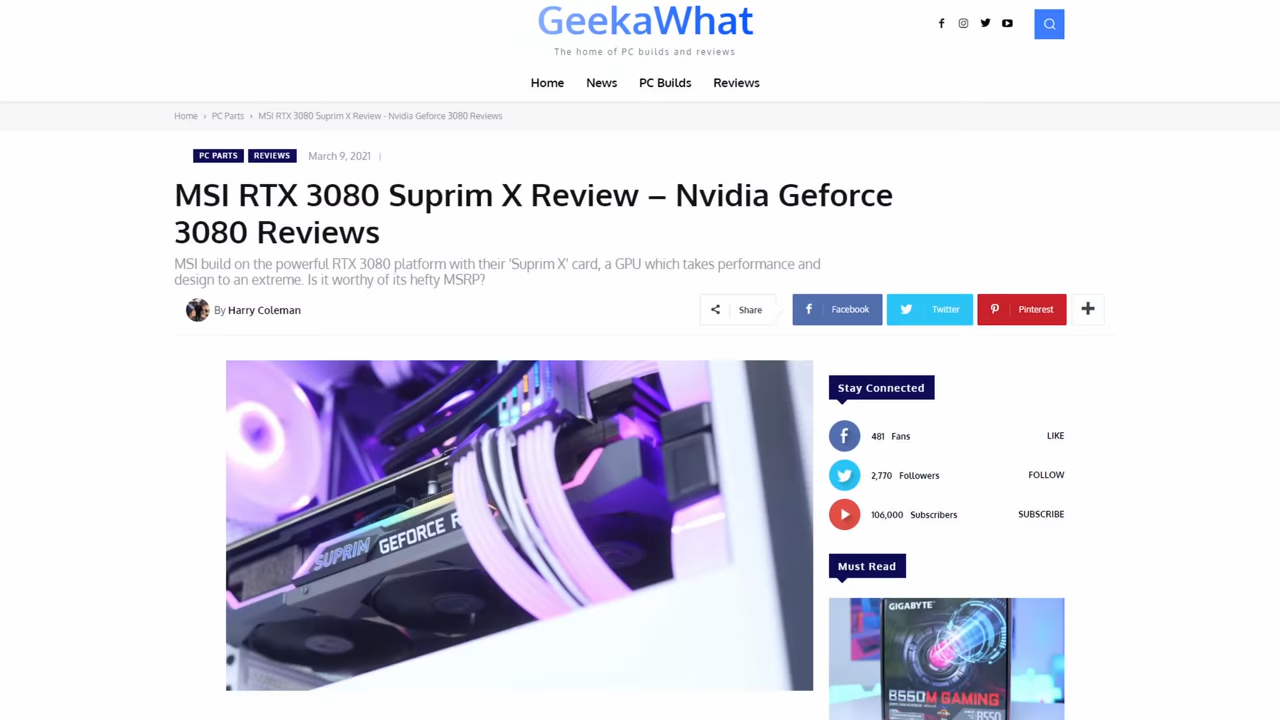 GeekaWhat
The home of PC builds and reviews
Home News PC Builds Reviews
Home › PC Parts › MSI RTX 3080 Suprim X Review - Nvidia Geforce 3080 Reviews
PC PARTS REVIEWS March 9, 2021 |
MSI RTX 3080 Suprim X Review – Nvidia Geforce
3080 Reviews
MSI build on the powerful RTX 3080 platform with their 'Suprim X' card, a GPU which takes performance and
design to an extreme. Is it worthy of its hefty MSRP?
By Harry Coleman
Share Facebook Twitter Pinterest
SUPRIM GEFORCE R
Stay Connected
481 Fans LIKE
2,770 Followers FOLLOW
106,000 Subscribers SUBSCRIBE
Must Read
GIGABYTE
B550M GAMING
B550